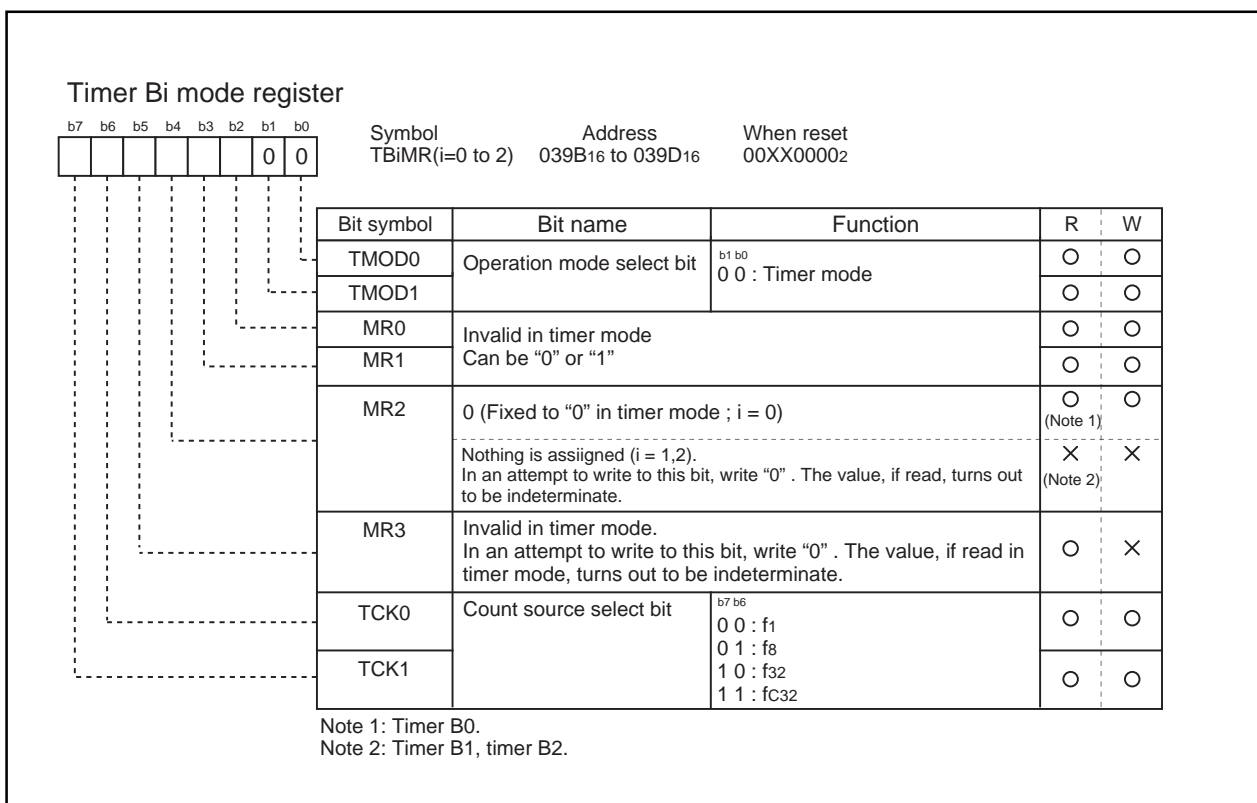 Timer Bi mode register
b7 b6 b5 b4 b3 b2 b1 b0
0 0
Symbol Address When reset
TBiMR(i=0 to 2) 039B16 to 039D16 00XX00002
Bit symbol Bit name Function R W
TMOD0 Operation mode select bit b1 b0
0 0 : Timer mode
TMOD1
MR0 Invalid in timer mode
MR1 Can be “0” or “1”
MR2 0 (Fixed to “0” in timer mode ; i = 0)
(Note 1)
Nothing is assiigned (i = 1,2).
In an attempt to write to this bit, write “0” . The value, if read, turns out
(Note 2)
to be indeterminate.
MR3 Invalid in timer mode.
In an attempt to write to this bit, write “0” . The value, if read in
timer mode, turns out to be indeterminate.
TCK0 Count source select bit b7 b6
0 0 : f1
0 1 : f8
TCK1 1 0 : f32
1 1 : fC32
Note 1: Timer B0.
Note 2: Timer B1, timer B2.